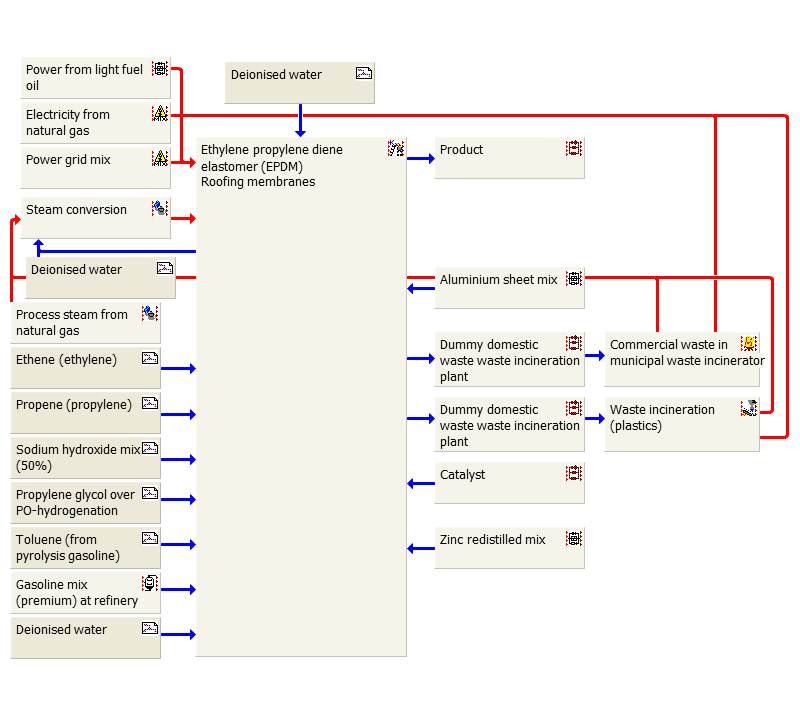 Power from light fuel
oil
Deionised water
Electricity from
natural gas
Power grid mix
Ethylene propylene diene
elastomer (EPDM)
Roofing membranes
Product
Steam conversion
Deionised water
Aluminium sheet mix
Process steam from
natural gas
Dummy domestic
waste waste incineration
plant
Commercial waste in
municipal waste incinerator
Ethene (ethylene)
Propene (propylene)
Dummy domestic
waste waste incineration
plant
Waste incineration
(plastics)
Sodium hydroxide mix
(50%)
Catalyst
Propylene glycol over
PO-hydrogenation
Toluene (from
pyrolysis gasoline)
Zinc redistilled mix
Gasoline mix
(premium) at refinery
Deionised water